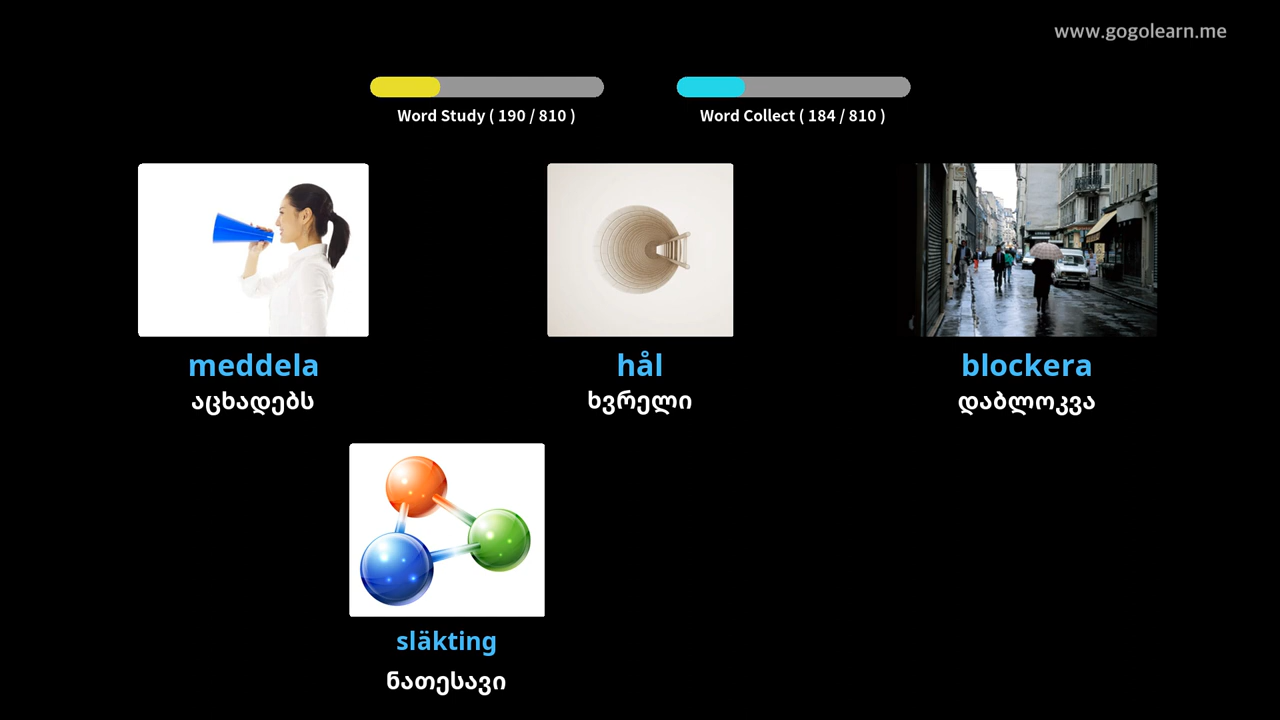 www.gogolearn.me
Word Study ( 190 / 810 )
Word Collect ( 184 / 810 )
meddela
აცხადებს
hål
ხვრელი
blockera
დაბლოკვა
släkting
ნათესავი